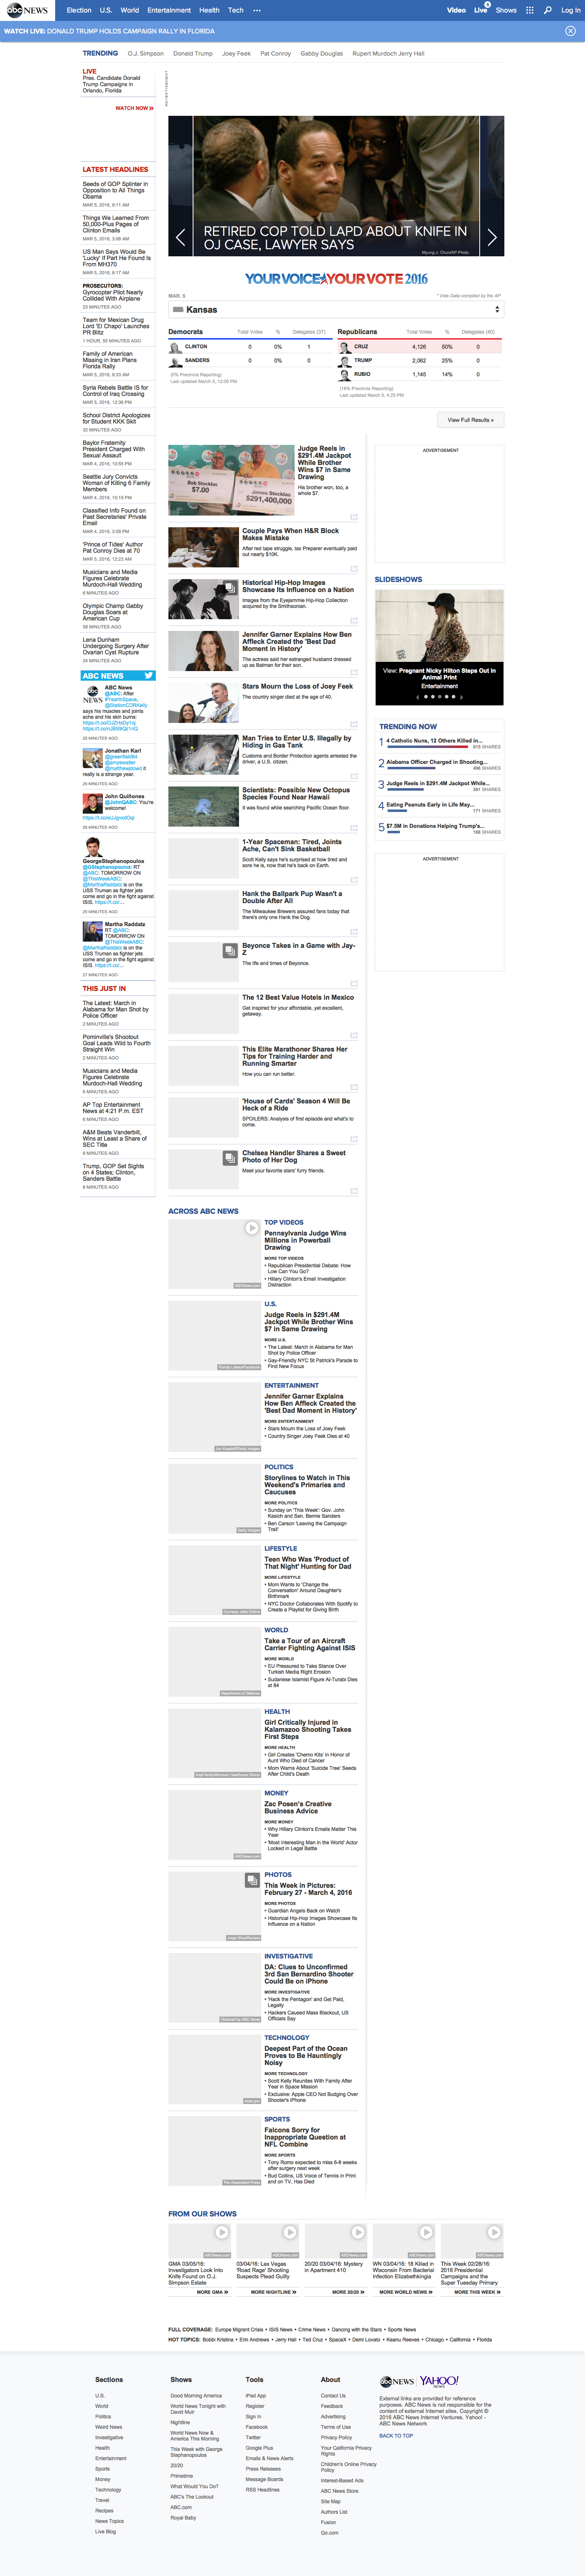 abc NEWS
Election U.S. World Entertainment Health Tech
Video Live Shows Log In
WATCH LIVE: DONALD TRUMP HOLDS CAMPAIGN RALLY IN FLORIDA
TRENDING O.J. Simpson Donald Trump Joey Feek Pat Conroy Gabby Douglas Rupert Murdoch Jerry Hall
LIVE
Pres. Candidate Donald
Trump Campaigns in
Orlando, Florida
WATCH NOW »
ADVERTISEMENT
LATEST HEADLINES
Seeds of GOP Splinter in
Opposition to All Things
Obama
MAR 5, 2016, 8:11 AM
Things We Learned From
50,000-Plus Pages of
Clinton Emails
MAR 5, 2016, 3:08 AM
US Man Says Would Be
'Lucky' If Part He Found Is
From MH370
MAR 5, 2016, 6:17 AM
PROSECUTORS:
Gyrocopter Pilot Nearly
Collided With Airplane
23 MINUTES AGO
Team for Mexican Drug
Lord 'El Chapo' Launches
PR Blitz
1 HOUR, 55 MINUTES AGO
Family of American
Missing in Iran Plans
Florida Rally
MAR 5, 2016, 9:33 AM
Syria Rebels Battle IS for
Control of Iraq Crossing
MAR 5, 2016, 12:36 PM
School District Apologizes
for Student KKK Skit
32 MINUTES AGO
Baylor Fraternity
President Charged With
Sexual Assault
MAR 4, 2016, 10:55 PM
Seattle Jury Convicts
Woman of Killing 6 Family
Members
MAR 4, 2016, 10:15 PM
Classified Info Found on
Past Secretaries' Private
Email
MAR 4, 2016, 3:09 PM
'Prince of Tides' Author
Pat Conroy Dies at 70
MAR 5, 2016, 12:23 AM
Musicians and Media
Figures Celebrate
Murdoch-Hall Wedding
6 MINUTES AGO
Olympic Champ Gabby
Douglas Soars at
American Cup
58 MINUTES AGO
Lena Dunham
Undergoing Surgery After
Ovarian Cyst Rupture
24 MINUTES AGO
ABC NEWS
ABC News
@ABC: After
#YearInSpace,
@StationCDRKelly
says his muscles and joints
ache and his skin burns:
25 MINUTES AGO
Jonathan Karl
@greenfield64
@amyewalter
@matthewjdowd it
really is a strange year.
25 MINUTES AGO
John Quiñones
@JohnQABC: You're
welcome!
26 MINUTES AGO
GeorgeStephanopoulos
@GStephanopoulos: RT
@ABC: TOMORROW ON
@ThisWeekABC:
@MarthaRaddatz is on the
USS Truman as fighter jets
come and go in the fight against
ISIS. https://t.co/...
26 MINUTES AGO
Martha Raddatz
RT @ABC:
TOMORROW ON
@ThisWeekABC:
@MarthaRaddatz is on the
USS Truman as fighter jets
come and go in the fight against
ISIS. https://t.co/...
27 MINUTES AGO
THIS JUST IN
The Latest: March in
Alabama for Man Shot by
Police Officer
2 MINUTES AGO
Pominville's Shootout
Goal Leads Wild to Fourth
Straight Win
2 MINUTES AGO
Musicians and Media
Figures Celebrate
Murdoch-Hall Wedding
6 MINUTES AGO
AP Top Entertainment
News at 4:21 P.m. EST
8 MINUTES AGO
A&M Beats Vanderbilt,
Wins at Least a Share of
SEC Title
8 MINUTES AGO
Trump, GOP Set Sights
on 4 States; Clinton,
Sanders Battle
8 MINUTES AGO
RETIRED COP TOLD LAPD ABOUT KNIFE IN
OJ CASE, LAWYER SAYS
Myung J. Chun/AP Photo
YOUR VOICE YOUR VOTE 2016
MAR. 5
* Vote Data compiled by the AP
Kansas
Democrats Total Votes % Delegates (37)
CLINTON 0 0% 1
SANDERS 0 0% 0
(0% Precincts Reporting)
Last updated March 5, 12:08 PM
Republicans Total Votes % Delegates (40)
CRUZ 4,126 50% 0
TRUMP 2,062 25% 0
RUBIO 1,145 14% 0
(16% Precincts Reporting)
Last updated March 5, 4:25 PM
View Full Results »
Bob Stocklas
$7.00
James Stocklas
$291,400,000
Judge Reels in
$291.4M Jackpot
While Brother
Wins $7 in Same
Drawing
His brother won, too, a
whole $7.
Couple Pays When H&R Block
Makes Mistake
After ned tape struggle, tax Preparer eventually paid
out nearly $10K.
Historical Hip-Hop Images
Showcase Its Influence on a Nation
Images from the Eyejammie Hip-Hop Collection
acquired by the Smithsonian.
Jennifer Garner Explains How Ben
Affleck Created the 'Best Dad
Moment in History'
The actress said her estranged husband dressed
up as Batman for their son.
Stars Mourn the Loss of Joey Feek
The country singer died at the age of 40.
Man Tries to Enter U.S. Illegally by
Hiding in Gas Tank
Customs and Border Protection agents arrested the
driver, a U.S. citizen.
Scientists: Possible New Octopus
Species Found Near Hawaii
It was found while searching Pacific Ocean floor.
1-Year Spaceman: Tired, Joints
Ache, Can't Sink Basketball
Scott Kelly says he's surprised at how tired and
sore he is, now that he's back on Earth.
Hank the Ballpark Pup Wasn't a
Double After All
The Milwaukee Brewers assured fans today that
there's only one Hank the Dog.
Beyonce Takes in a Game with Jay-
Z
The life and times of Beyonce.
The 12 Best Value Hotels in Mexico
Get inspired for your affordable, yet excellent,
getaway.
This Elite Marathoner Shares Her
Tips for Training Harder and
Running Smarter
How you can run better.
'House of Cards' Season 4 Will Be
Heck of a Ride
SPOILERS: Analysis of first episode and what's to
come.
Chelsea Handler Shares a Sweet
Photo of Her Dog
Meet your favorite stars' furry friends.
ADVERTISEMENT
SLIDESHOWS
View: Pregnant Nicky Hilton Steps Out In
Animal Print
Entertainment
TRENDING NOW
1 4 Catholic Nuns, 12 Others Killed in...
815 SHARES
2 Alabama Officer Charged in Shooting...
495 SHARES
3 Judge Reels in $291.4M Jackpot While...
381 SHARES
4 Eating Peanuts Early in Life May...
171 SHARES
5 $7.5M in Donations Helping Trump's...
168 SHARES
ADVERTISEMENT
ACROSS ABC NEWS
TOP VIDEOS
Pennsylvania Judge Wins
Millions in Powerball
Drawing
MORE TOP VIDEOS
• Republican Presidential Debate: How
Low Can You Go?
• Hillary Clinton's Email Investigation
Distraction
ABCNews.com
U.S.
Judge Reels in $291.4M
Jackpot While Brother Wins
$7 in Same Drawing
MORE U.S.
• The Latest: March in Alabama for Man
Shot by Police Officer
• Gay-Friendly NYC St Patrick's Parade to
Find New Focus
ENTERTAINMENT
Jennifer Garner Explains
How Ben Affleck Created the
'Best Dad Moment in History'
MORE ENTERTAINMENT
• Stars Mourn the Loss of Joey Feek
• Country Singer Joey Feek Dies at 40
POLITICS
Storylines to Watch in This
Weekend's Primaries and
Caucuses
MORE POLITICS
• Sunday on 'This Week': Gov. John
Kasich and Sen. Bernie Sanders
• Ben Carson 'Leaving the Campaign
Trail'
Getty Images
LIFESTYLE
Teen Who Was 'Product of
That Night' Hunting for Dad
MORE LIFESTYLE
• Mom Wants to 'Change the
Conversation' Around Daughter's
Birthmark
• NYC Doctor Collaborates With Spotify to
Create a Playlist for Giving Birth
WORLD
Take a Tour of an Aircraft
Carrier Fighting Against ISIS
MORE WORLD
• EU Pressured to Take Stance Over
Turkish Media Right Erosion
• Sudanese Islamist Figure Al-Turabi Dies
at 84
Department of Defense
HEALTH
Girl Critically Injured in
Kalamazoo Shooting Takes
First Steps
MORE HEALTH
• Girl Creates 'Chemo Kits' in Honor of
Aunt Who Died of Cancer
• Mom Warns About 'Suicide Tree' Seeds
After Child's Death
MONEY
Zac Posen's Creative
Business Advice
MORE MONEY
• Why Hillary Clinton's Emails Matter This
Year
• 'Most Interesting Man in the World' Actor
Locked in Legal Battle
ABCNews.com
PHOTOS
This Week in Pictures:
February 27 - March 4, 2016
MORE PHOTOS
• Guardian Angels Back on Watch
• Historical Hip-Hop Images Showcase Its
Influence on a Nation
INVESTIGATIVE
DA: Clues to Unconfirmed
3rd San Bernardino Shooter
Could Be on iPhone
MORE INVESTIGATIVE
• 'Hack the Pentagon' and Get Paid,
Legally
• Hackers Caused Mass Blackout, US
Officials Say
Obtained by ABC News
TECHNOLOGY
Deepest Part of the Ocean
Proves to Be Hauntingly
Noisy
MORE TECHNOLOGY
• Scott Kelly Reunites With Family After
Year in Space Mission
• Exclusive: Apple CEO Not Budging Over
Shooter's iPhone
SPORTS
Falcons Sorry for
Inappropriate Question at
NFL Combine
MORE SPORTS
• Tony Romo expected to miss 6-8 weeks
after surgery next week
• Bud Collins, US Voice of Tennis in Print
and on TV, Has Died
The Associated Press
FROM OUR SHOWS
ABCNews.com ABCNews.com ABCNews.com ABCNews.com ABCNews.com
GMA 03/05/16:
Investigators Look Into
Knife Found on O.J.
Simpson Estate
MORE GMA »
03/04/16: Las Vegas
'Road Rage' Shooting
Suspects Plead Guilty
MORE NIGHTLINE »
20/20 03/04/16: Mystery
in Apartment 410
MORE 20/20 »
WN 03/04/16: 18 Killed in
Wisconsin From Bacterial
Infection Elizabethkingia
MORE WORLD NEWS »
This Week 02/28/16:
2016 Presidential
Campaigns and the
Super Tuesday Primary
MORE THIS WEEK »
FULL COVERAGE: Europe Migrant Crisis • ISIS News • Crime News • Dancing with the Stars • Sports News
HOT TOPICS: Bobbi Kristina • Erin Andrews • Jerry Hall • Ted Cruz • SpaceX • Demi Lovato • Keanu Reeves • Chicago • California • Florida
Sections
U.S.
World
Politics
Weird News
Investigative
Health
Entertainment
Sports
Money
Technology
Travel
Recipes
News Topics
Live Blog
Shows
Good Morning America
World News Tonight with
David Muir
Nightline
World News Now &
America This Morning
This Week with George
Stephanopoulos
20/20
Primetime
What Would You Do?
ABC's The Lookout
ABC.com
Royal Baby
Tools
iPad App
Register
Sign In
Facebook
Twitter
Google Plus
Emails & News Alerts
Press Releases
Message Boards
RSS Headlines
About
Contact Us
Feedback
Advertising
Terms of Use
Privacy Policy
Your California Privacy
Rights
Children's Online Privacy
Policy
Interest-Based Ads
ABC News Store
Site Map
Authors List
Fusion
Go.com
abc NEWS YAHOO! NEWS
External links are provided for reference
purposes. ABC News is not responsible for the
content of external Internet sites. Copyright ©
2016 ABC News Internet Ventures. Yahoo! -
ABC News Network
BACK TO TOP